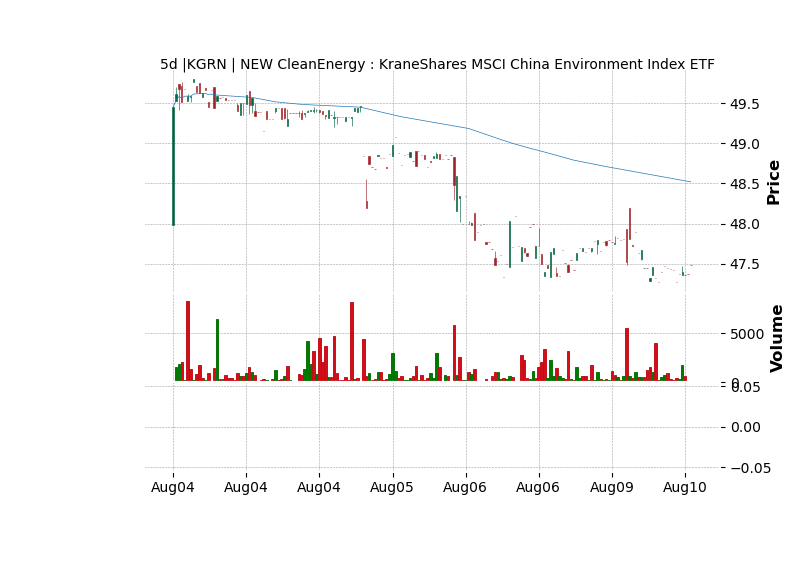 5d |KGRN | NEW CleanEnergy : KraneShares MSCI China Environment Index ETF
49.5
49.0
48.5
48.0
47.5
Price
5000
0
Volume
0.05
0.00
−0.05
Aug04 Aug04 Aug04 Aug05 Aug06 Aug06 Aug09 Aug10